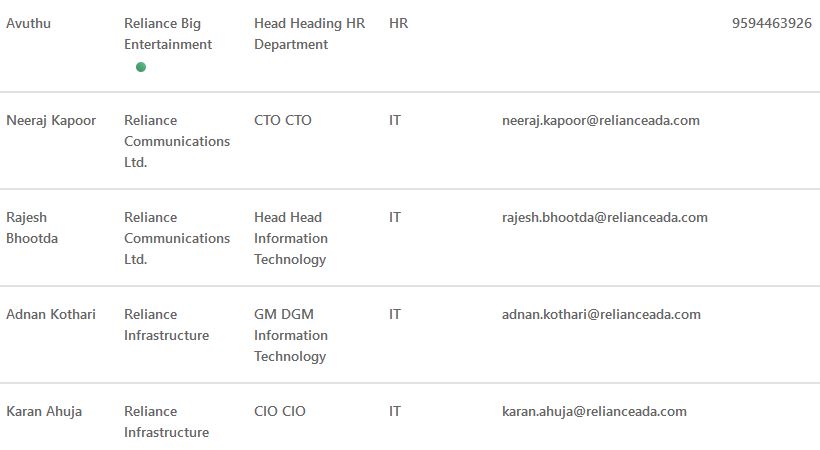 Avuthu Reliance Big Head Heading HR HR 9594463926
Entertainment Department
Neeraj Kapoor Reliance CTO CTO IT neeraj.kapoor@relianceada.com
Communications
Ltd.
Rajesh Reliance Head Head IT rajesh.bhootda@relianceada.com
Bhootda Communications Information
Ltd. Technology
Adnan Kothari Reliance GM DGM IT adnan.kothari@relianceada.com
Infrastructure Information
Technology
Karan Ahuja Reliance CIO CIO IT karan.ahuja@relianceada.com
Infrastructure